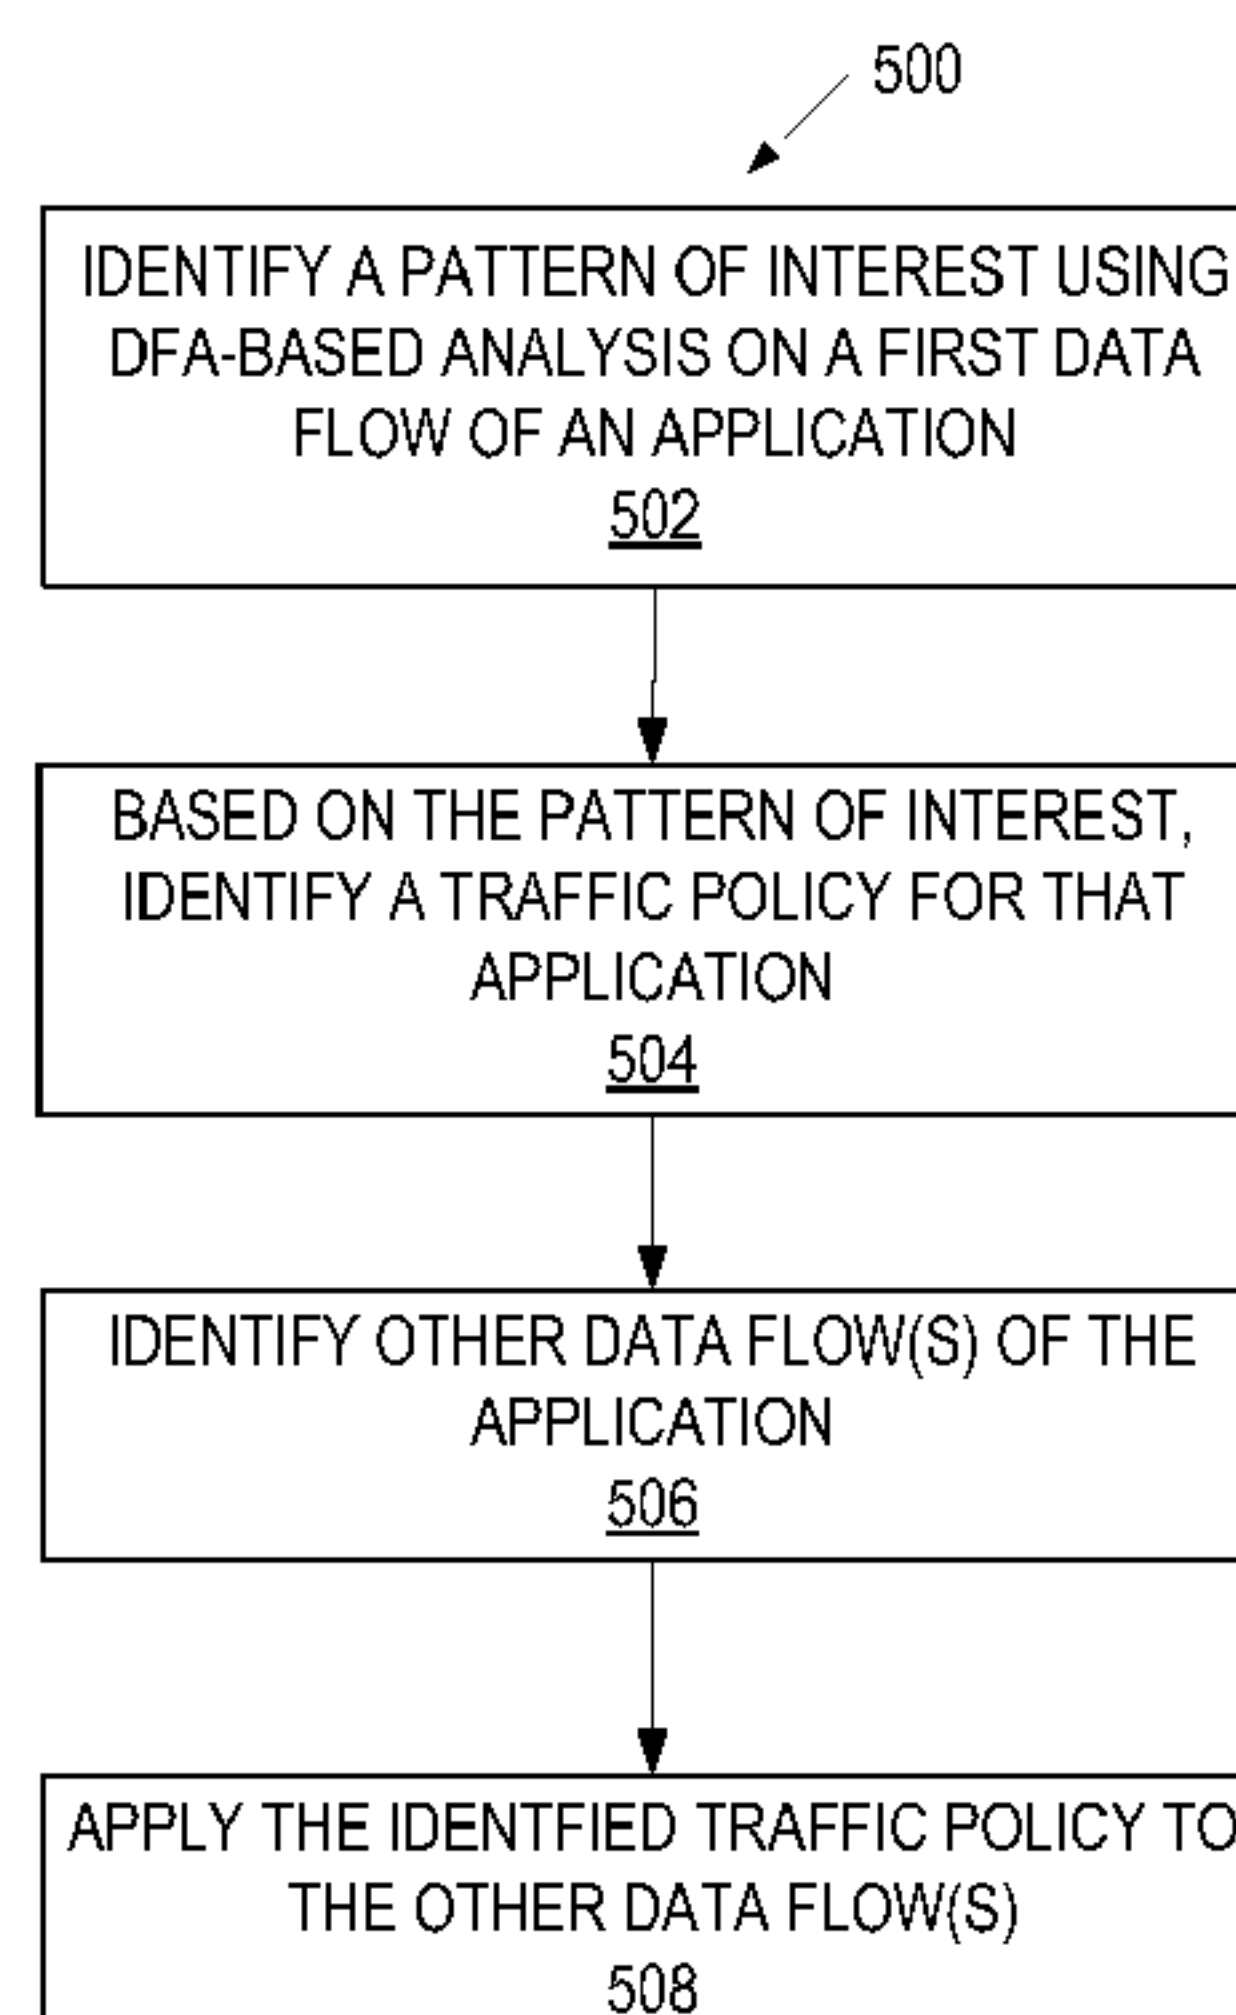 500
IDENTIFY A PATTERN OF INTEREST USING
DFA-BASED ANALYSIS ON A FIRST DATA
FLOW OF AN APPLICATION
502
BASED ON THE PATTERN OF INTEREST,
IDENTIFY A TRAFFIC POLICY FOR THAT
APPLICATION
504
IDENTIFY OTHER DATA FLOW(S) OF THE
APPLICATION
506
APPLY THE IDENTFIED TRAFFIC POLICY TO
THE OTHER DATA FLOW(S)
508